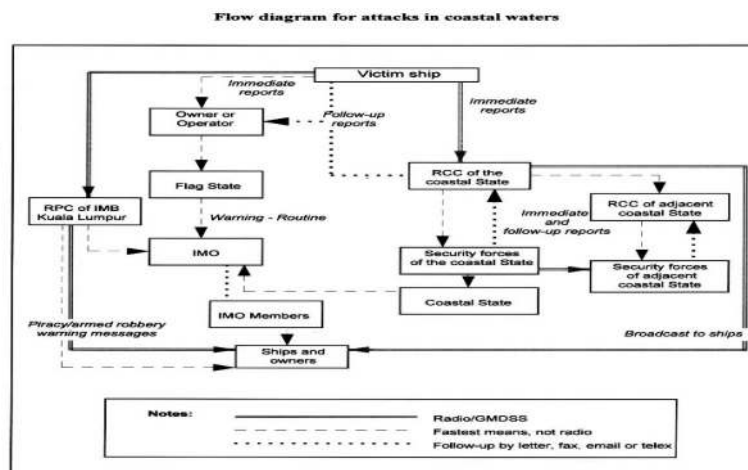 Flow diagram for attacks in coastal waters
Victim ship
Immediate
reports
Immediate
reports
Owner or
Operator
Follow-up
reports
RCC of the
coastal State
Flag State
RPC of IMB
Kuala Lumpur
RCC of adjacent
coastal State
Warning - Routine
Immediate
and
follow-up reports
IMO
Security forces
of the coastal State
Security forces
of adjacent
coastal State
Coastal State
IMO Members
Piracy/armed robbery
warning messages
Broadcast to ships
Ships and
owners
Notes:
Radio/GMDSS
Fastest means, not radio
Follow-up by letter, fax, email or telex